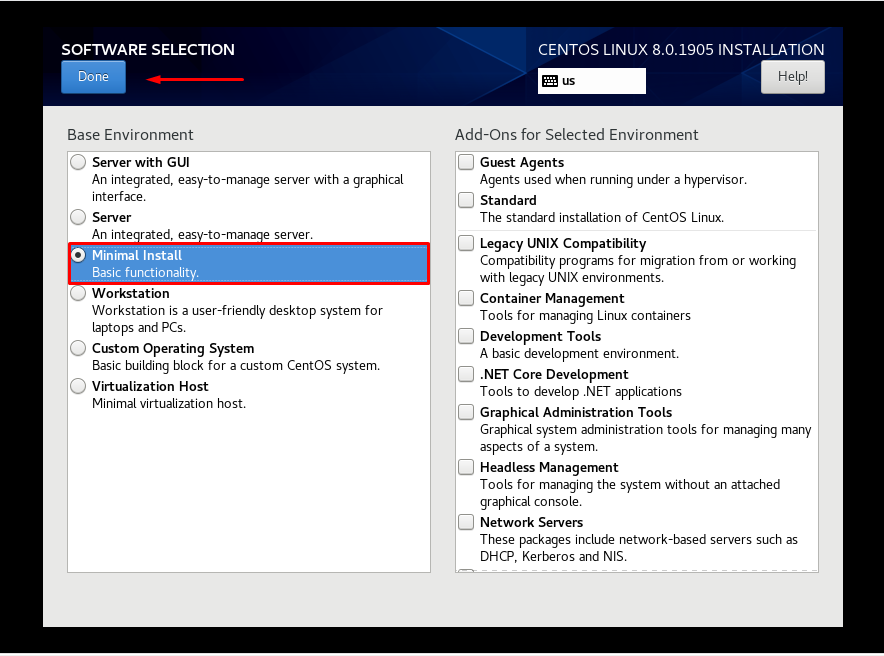 SOFTWARE SELECTION
CENTOS LINUX 8.0.1905 INSTALLATION
Done
us
Help!
Base Environment
Server with GUI
An integrated, easy-to-manage server with a graphical
interface.
Server
An integrated, easy-to-manage server.
Minimal Install
Basic functionality.
Workstation
Workstation is a user-friendly desktop system for
laptops and PCs.
Custom Operating System
Basic building block for a custom CentOS system.
Virtualization Host
Minimal virtualization host.
Add-Ons for Selected Environment
Guest Agents
Agents used when running under a hypervisor.
Standard
The standard installation of CentOS Linux.
Legacy UNIX Compatibility
Compatibility programs for migration from or working
with legacy UNIX environments.
Container Management
Tools for managing Linux containers
Development Tools
A basic development environment.
.NET Core Development
Tools to develop .NET applications
Graphical Administration Tools
Graphical system administration tools for managing many
aspects of a system.
Headless Management
Tools for managing the system without an attached
graphical console.
Network Servers
These packages include network-based servers such as
DHCP, Kerberos and NIS.